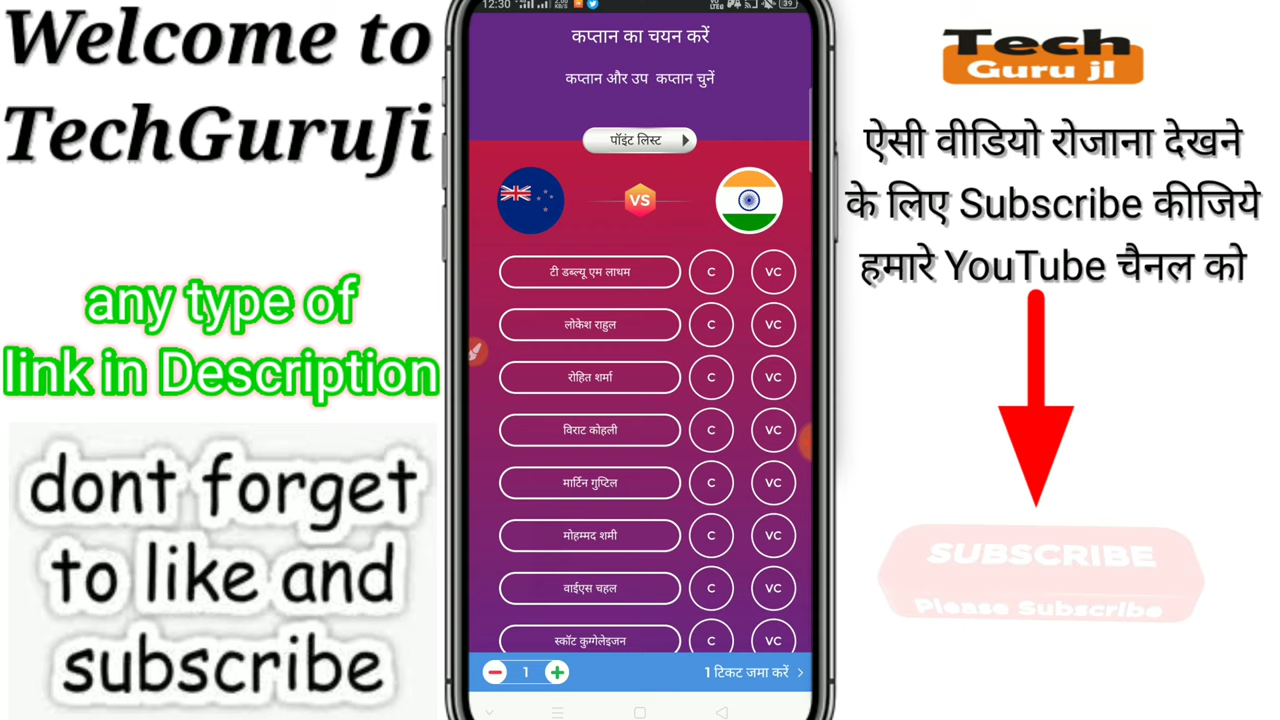 Welcome to
TechGuruJi
any type of
link in Description
dont forget
to like and
subscribe
12:30
39
कप्तान का चयन करें
कप्तान और उप कप्तान चुनें
पॉइंट लिस्ट
VS
टी डब्ल्यू एम लाथम C VC
लोकेश राहुल C VC
रोहित शर्मा C VC
विराट कोहली C VC
मार्टिन गुप्टिल C VC
मोहम्मद शमी C VC
वाईएस चहल C VC
स्कॉट कुग्गेलेइजन C VC
1 1 टिकट जमा करें
Tech
Guru jI
ऐसी वीडियो रोजाना देखने
के लिए Subscribe कीजिये
हमारे YouTube चैनल को
SUBSCRIBE
Please Subscribe